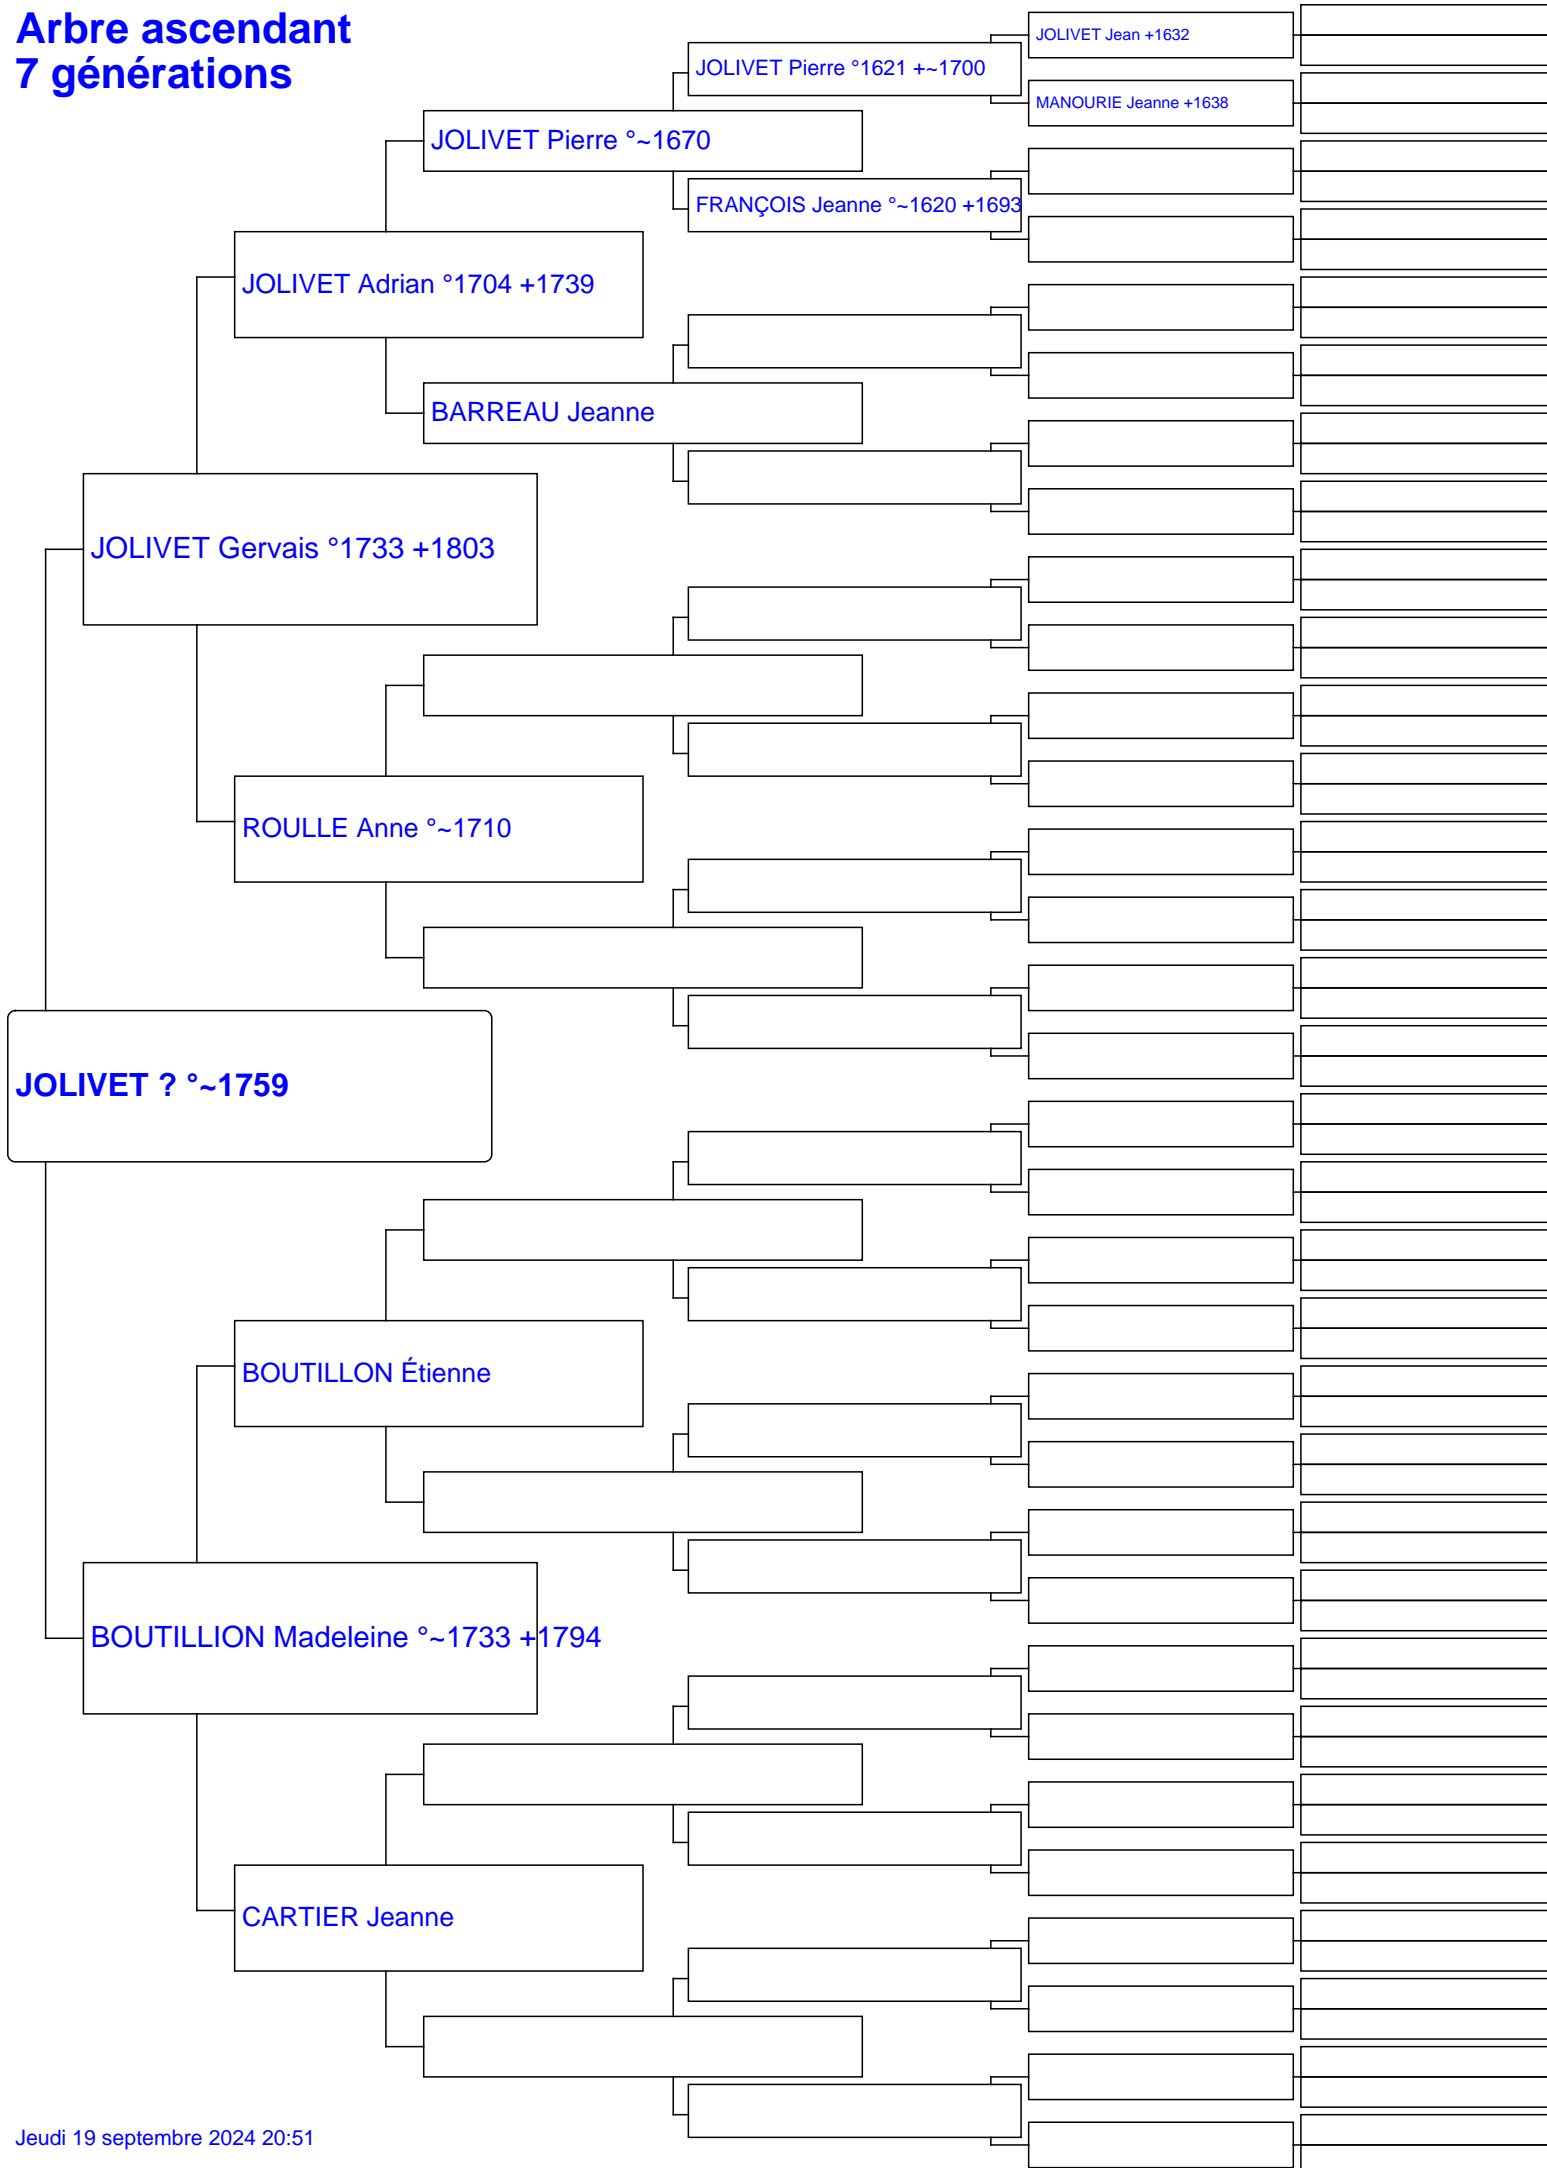 Arbre ascendant
7 générations
JOLIVET Jean +1632
JOLIVET Pierre °1621 +~1700
MANOURIE Jeanne +1638
JOLIVET Pierre °~1670
FRANÇOIS Jeanne °~1620 +1693
JOLIVET Adrian °1704 +1739
BARREAU Jeanne
JOLIVET Gervais °1733 +1803
ROULLE Anne °~1710
JOLIVET ? °~1759
BOUTILLON Étienne
BOUTILLION Madeleine °~1733 +1794
CARTIER Jeanne
Jeudi 19 septembre 2024 20:51